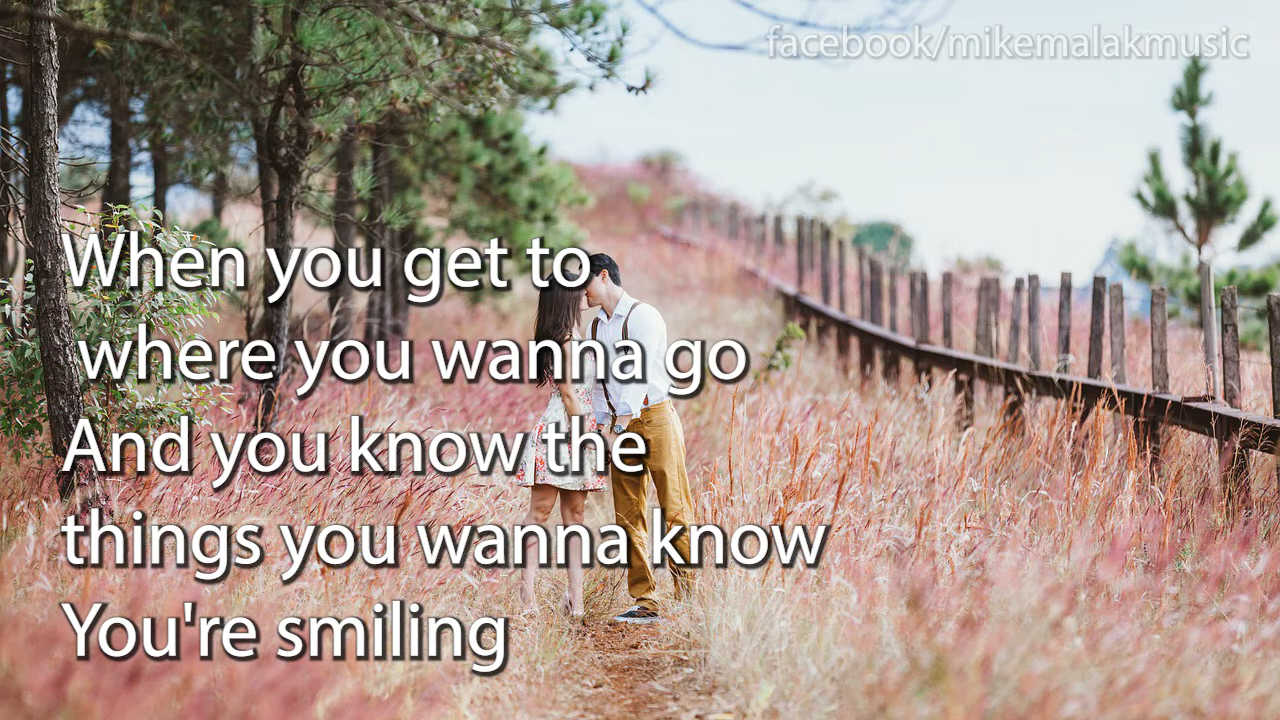 facebook/mikemalakmusic
When you get to
where you wanna go
And you know the
things you wanna know
You're smiling